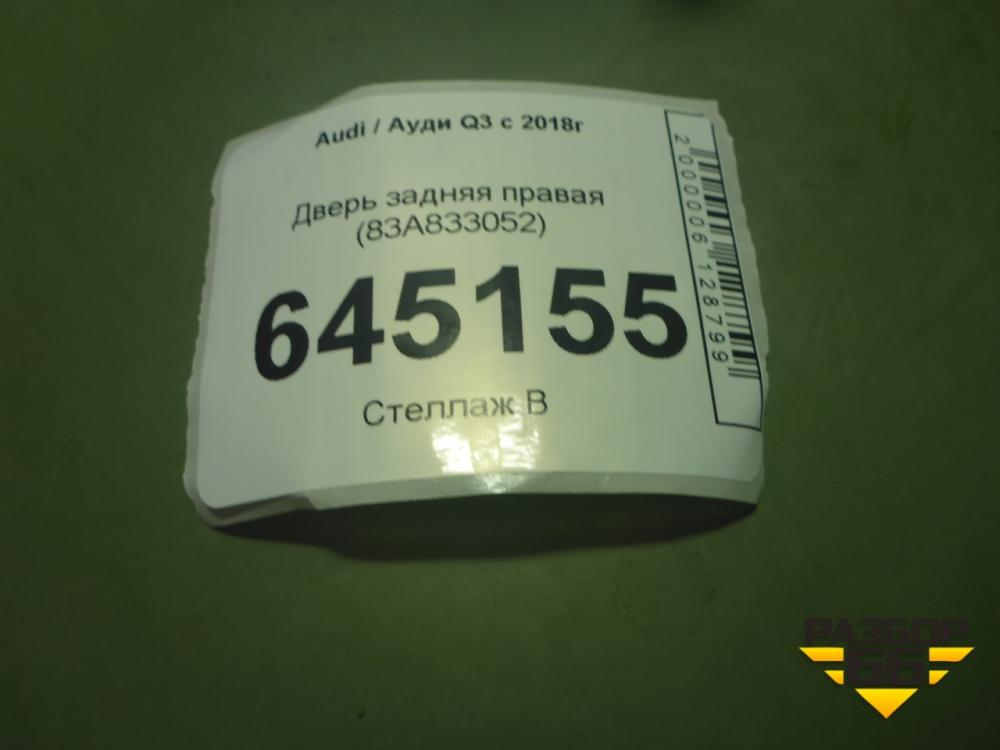 Audi / Ауди Q3 с 2018г
Дверь задняя правая
(83A833052)
645155
Стеллаж В
2000006128799
РАЗБОР
66